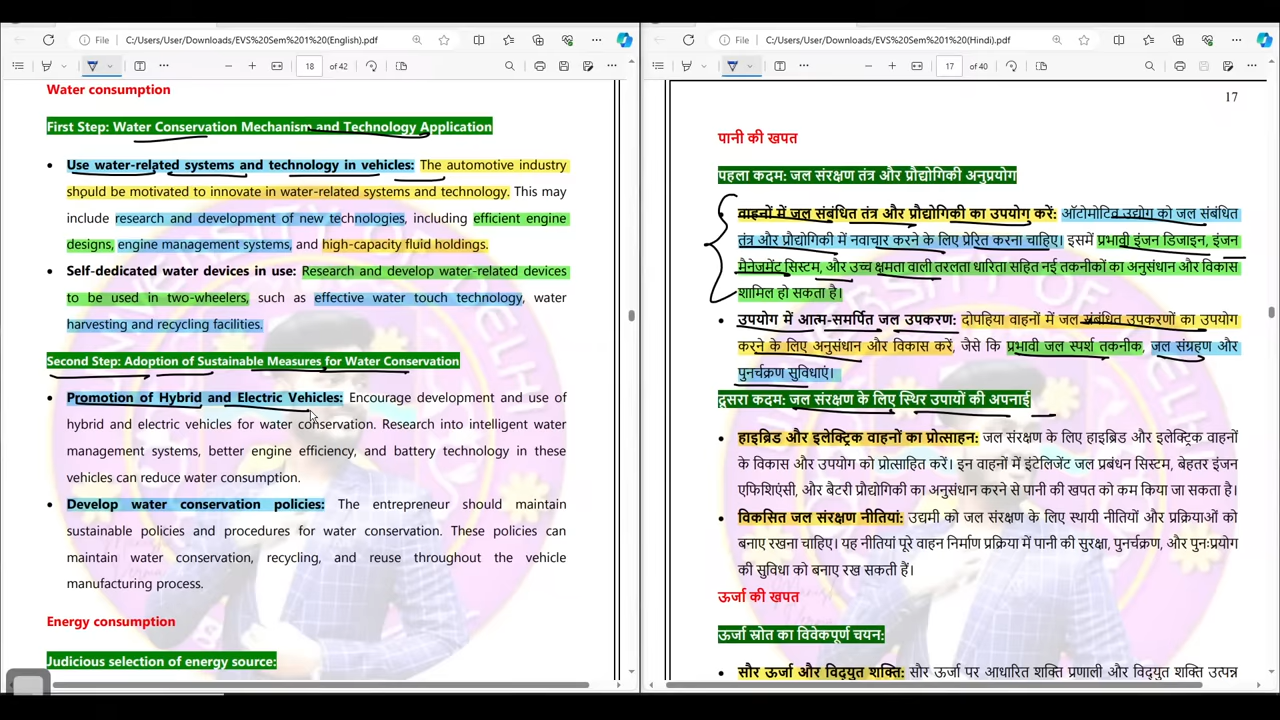 File C:/Users/User/Downloads/EVS%20Sem%201%20(English).pdf
18 of 42
Water consumption
First Step: Water Conservation Mechanism and Technology Application
• Use water-related systems and technology in vehicles: The automotive industry
should be motivated to innovate in water-related systems and technology. This may
include research and development of new technologies, including efficient engine
designs, engine management systems, and high-capacity fluid holdings.
• Self-dedicated water devices in use: Research and develop water-related devices
to be used in two-wheelers, such as effective water touch technology, water
harvesting and recycling facilities.
Second Step: Adoption of Sustainable Measures for Water Conservation
• Promotion of Hybrid and Electric Vehicles: Encourage development and use of
hybrid and electric vehicles for water conservation. Research into intelligent water
management systems, better engine efficiency, and battery technology in these
vehicles can reduce water consumption.
• Develop water conservation policies: The entrepreneur should maintain
sustainable policies and procedures for water conservation. These policies can
maintain water conservation, recycling, and reuse throughout the vehicle
manufacturing process.
Energy consumption
Judicious selection of energy source:
File C:/Users/User/Downloads/EVS%20Sem%201%20(Hindi).pdf
17 of 40
17
पानी की खपत
पहला कदम: जल संरक्षण तंत्र और प्रौद्योगिकी अनुप्रयोग
• वाहनों में जल संबंधित तंत्र और प्रौद्योगिकी का उपयोग करें: ऑटोमोटिव उद्योग को जल संबंधित
तंत्र और प्रौद्योगिकी में नवाचार करने के लिए प्रेरित करना चाहिए। इसमें प्रभावी इंजन डिजाइन, इंजन
मैनेजमेंट सिस्टम, और उच्च क्षमता वाली तरलता धारिता सहित नई तकनीकों का अनुसंधान और विकास
शामिल हो सकता है।
• उपयोग में आत्म-समर्पित जल उपकरण: दोपहिया वाहनों में जल संबंधित उपकरणों का उपयोग
करने के लिए अनुसंधान और विकास करें, जैसे कि प्रभावी जल स्पर्श तकनीक, जल संग्रहण और
पुनर्चक्रण सुविधाएं।
दूसरा कदम: जल संरक्षण के लिए स्थिर उपायों की अपनाई
• हाइब्रिड और इलेक्ट्रिक वाहनों का प्रोत्साहन: जल संरक्षण के लिए हाइब्रिड और इलेक्ट्रिक वाहनों
के विकास और उपयोग को प्रोत्साहित करें। इन वाहनों में इंटेलिजेंट जल प्रबंधन सिस्टम, बेहतर इंजन
एफिशिएंसी, और बैटरी प्रौद्योगिकी का अनुसंधान करने से पानी की खपत को कम किया जा सकता है।
• विकसित जल संरक्षण नीतियां: उद्यमी को जल संरक्षण के लिए स्थायी नीतियों और प्रक्रियाओं को
बनाए रखना चाहिए। यह नीतियां पूरे वाहन निर्माण प्रक्रिया में पानी की सुरक्षा, पुनर्चक्रण, और पुनःप्रयोग
की सुविधा को बनाए रख सकती हैं।
ऊर्जा की खपत
ऊर्जा स्रोत का विवेकपूर्ण चयन:
• सौर ऊर्जा और विद्युत शक्ति: सौर ऊर्जा पर आधारित शक्ति प्रणाली और विद्युत शक्ति उत्पन्न